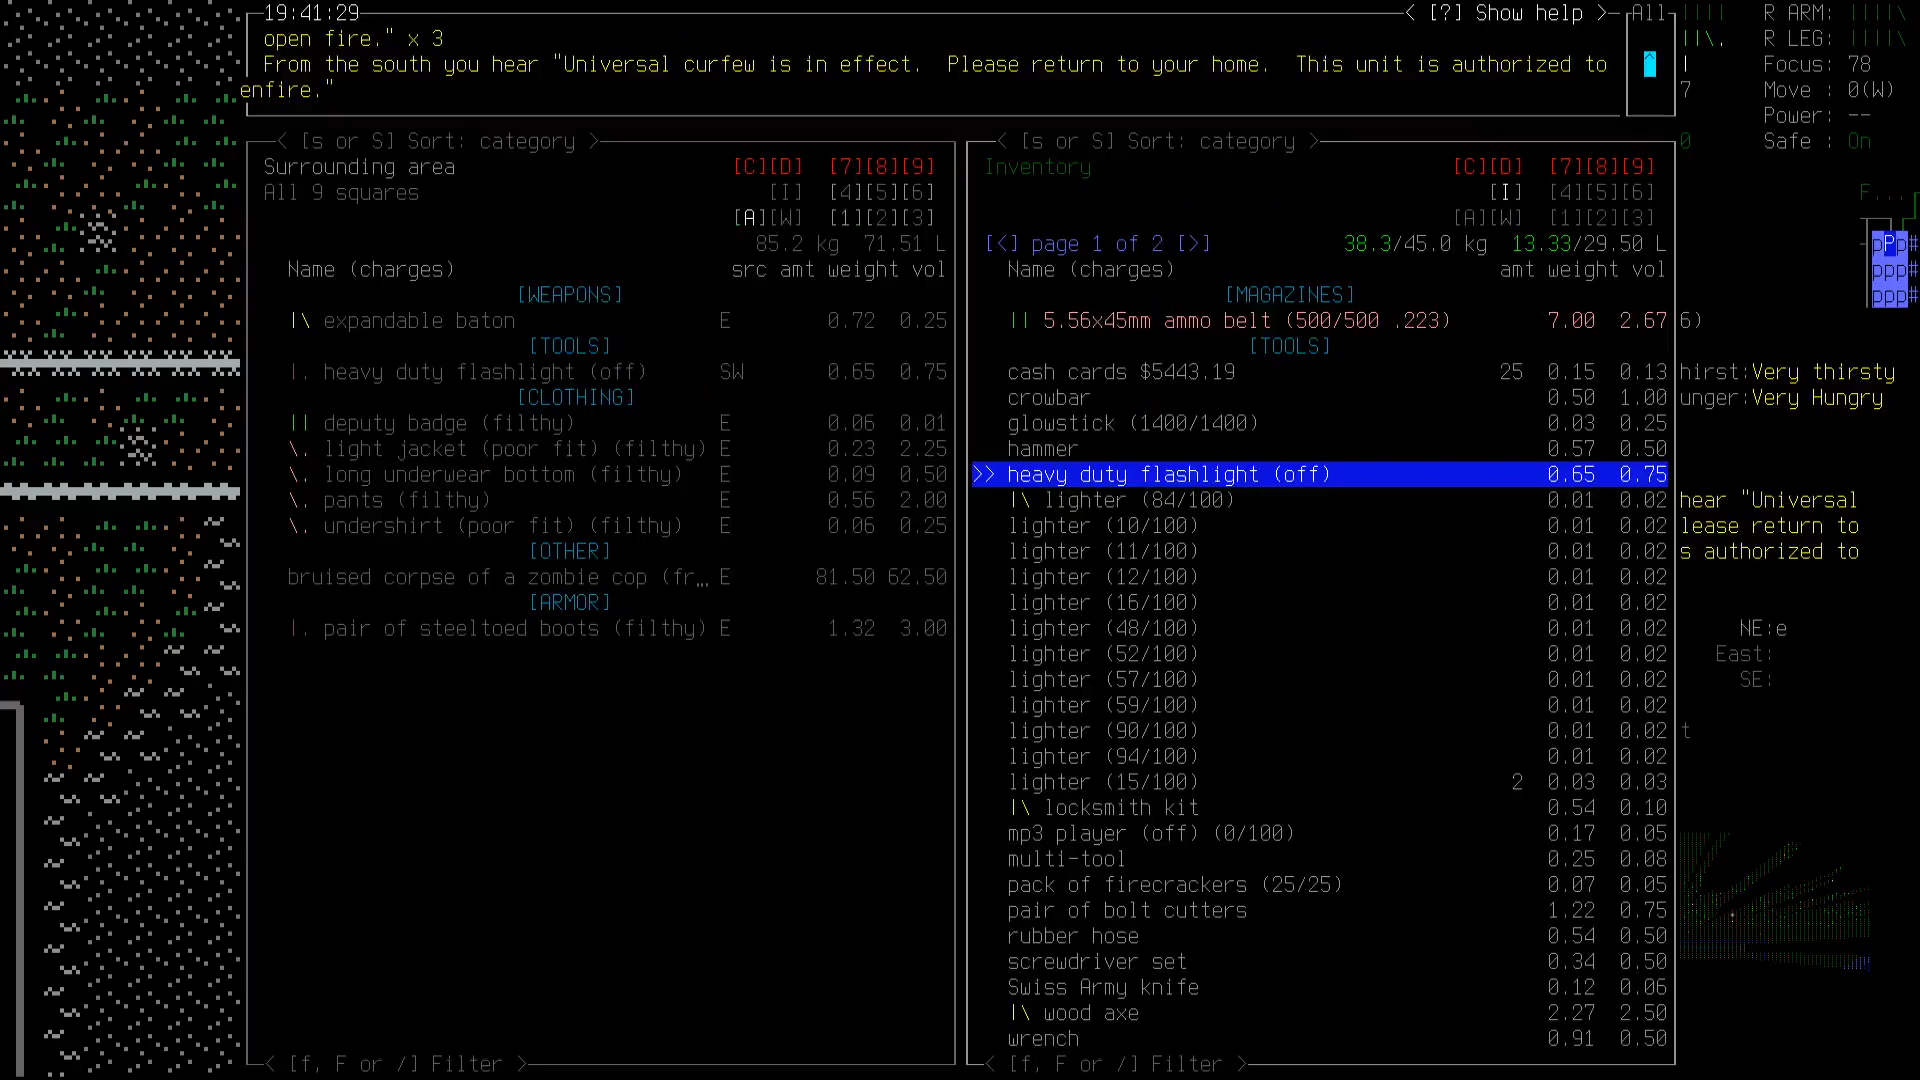 19:41:29 < [?] Show help > All
open fire." x 3
From the south you hear "Universal curfew is in effect.  Please return to your home.  This unit is authorized to
enfire."
R ARM: ||||\
R LEG: ||||\
Focus: 78
Move : 0(W)
Power: --
Safe : On
< [s or S] Sort: category >
Surrounding area [C][D] [7][8][9]
All 9 squares [I] [4][5][6]
[A][W] [1][2][3]
85.2 kg 71.51 L
Name (charges) src amt weight vol
[WEAPONS]
|\ expandable baton E 0.72 0.25
[TOOLS]
|. heavy duty flashlight (off) SW 0.65 0.75
[CLOTHING]
|| deputy badge (filthy) E 0.06 0.01
\. light jacket (poor fit) (filthy) E 0.23 2.25
\. long underwear bottom (filthy) E 0.09 0.50
\. pants (filthy) E 0.56 2.00
\. undershirt (poor fit) (filthy) E 0.06 0.25
[OTHER]
bruised corpse of a zombie cop (fr… E 81.50 62.50
[ARMOR]
|. pair of steeltoed boots (filthy) E 1.32 3.00
< [f, F or /] Filter >
< [s or S] Sort: category >
Inventory [C][D] [7][8][9]
[I] [4][5][6]
[A][W] [1][2][3]
[<] page 1 of 2 [>] 38.3/45.0 kg 13.33/29.50 L
Name (charges) amt weight vol
[MAGAZINES]
|| 5.56x45mm ammo belt (500/500 .223) 7.00 2.67
[TOOLS]
cash cards $5443.19 25 0.15 0.13
crowbar 0.50 1.00
glowstick (1400/1400) 0.03 0.25
hammer 0.57 0.50
>> heavy duty flashlight (off) 0.65 0.75
|\ lighter (84/100) 0.01 0.02
lighter (10/100) 0.01 0.02
lighter (11/100) 0.01 0.02
lighter (12/100) 0.01 0.02
lighter (16/100) 0.01 0.02
lighter (48/100) 0.01 0.02
lighter (52/100) 0.01 0.02
lighter (57/100) 0.01 0.02
lighter (59/100) 0.01 0.02
lighter (90/100) 0.01 0.02
lighter (94/100) 0.01 0.02
lighter (15/100) 2 0.03 0.03
|\ locksmith kit 0.54 0.10
mp3 player (off) (0/100) 0.17 0.05
multi-tool 0.25 0.08
pack of firecrackers (25/25) 0.07 0.05
pair of bolt cutters 1.22 0.75
rubber hose 0.54 0.50
screwdriver set 0.34 0.50
Swiss Army knife 0.12 0.06
|\ wood axe 2.27 2.50
wrench 0.91 0.50
< [f, F or /] Filter >
F...
pPp#
ppp#
ppp#
6)
hirst:Very thirsty
unger:Very Hungry
hear "Universal
lease return to
s authorized to
NE:e
East:
SE:
t